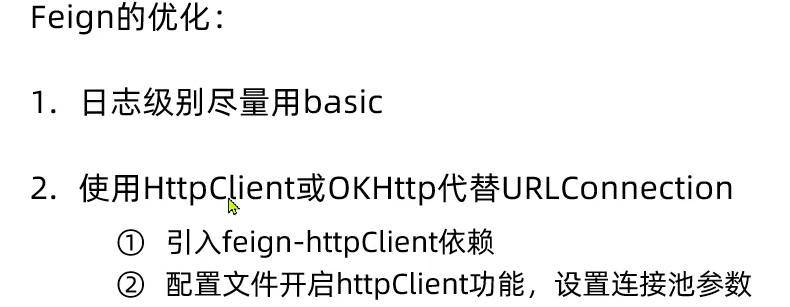 Feign的优化：
1. 日志级别尽量用basic
2. 使用HttpClient或OKHttp代替URLConnection
① 引入feign-httpClient依赖
② 配置文件开启httpClient功能，设置连接池参数